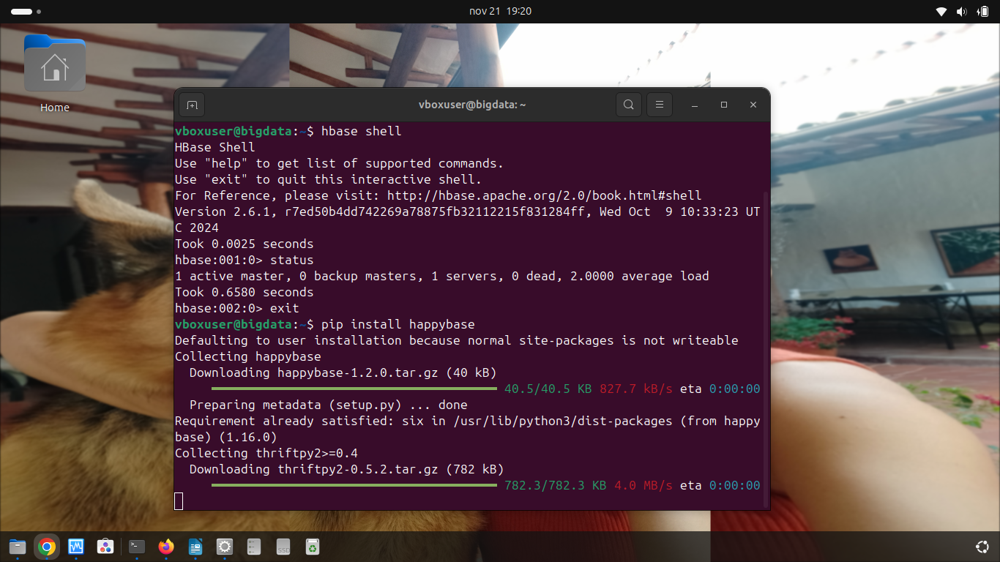 nov 21 19:20
Home
vboxuser@bigdata: ~
vboxuser@bigdata:~$ hbase shell
HBase Shell
Use "help" to get list of supported commands.
Use "exit" to quit this interactive shell.
For Reference, please visit: http://hbase.apache.org/2.0/book.html#shell
Version 2.6.1, r7ed50b4dd742269a78875fb32112215f831284ff, Wed Oct  9 10:33:23 UT
C 2024
Took 0.0025 seconds
hbase:001:0> status
1 active master, 0 backup masters, 1 servers, 0 dead, 2.0000 average load
Took 0.6580 seconds
hbase:002:0> exit
vboxuser@bigdata:~$ pip install happybase
Defaulting to user installation because normal site-packages is not writeable
Collecting happybase
  Downloading happybase-1.2.0.tar.gz (40 kB)
40.5/40.5 KB 827.7 kB/s eta 0:00:00
  Preparing metadata (setup.py) ... done
Requirement already satisfied: six in /usr/lib/python3/dist-packages (from happy
base) (1.16.0)
Collecting thriftpy2>=0.4
  Downloading thriftpy2-0.5.2.tar.gz (782 kB)
782.3/782.3 KB 4.0 MB/s eta 0:00:00
SSD